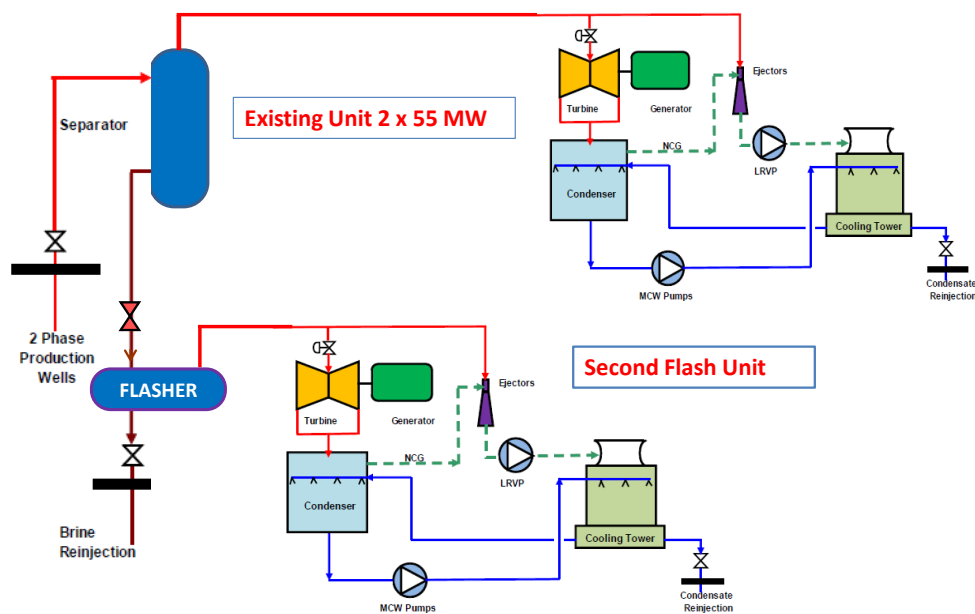 Separator
Existing Unit 2 x 55 MW
Turbine
Generator
Ejectors
NCG
LRVP
Condenser
Cooling Tower
MCW Pumps
Condensate
Reinjection
2 Phase
Production
Wells
FLASHER
Second Flash Unit
Turbine
Generator
Ejectors
NCG
LRVP
Condenser
Cooling Tower
MCW Pumps
Condensate
Reinjection
Brine
Reinjection